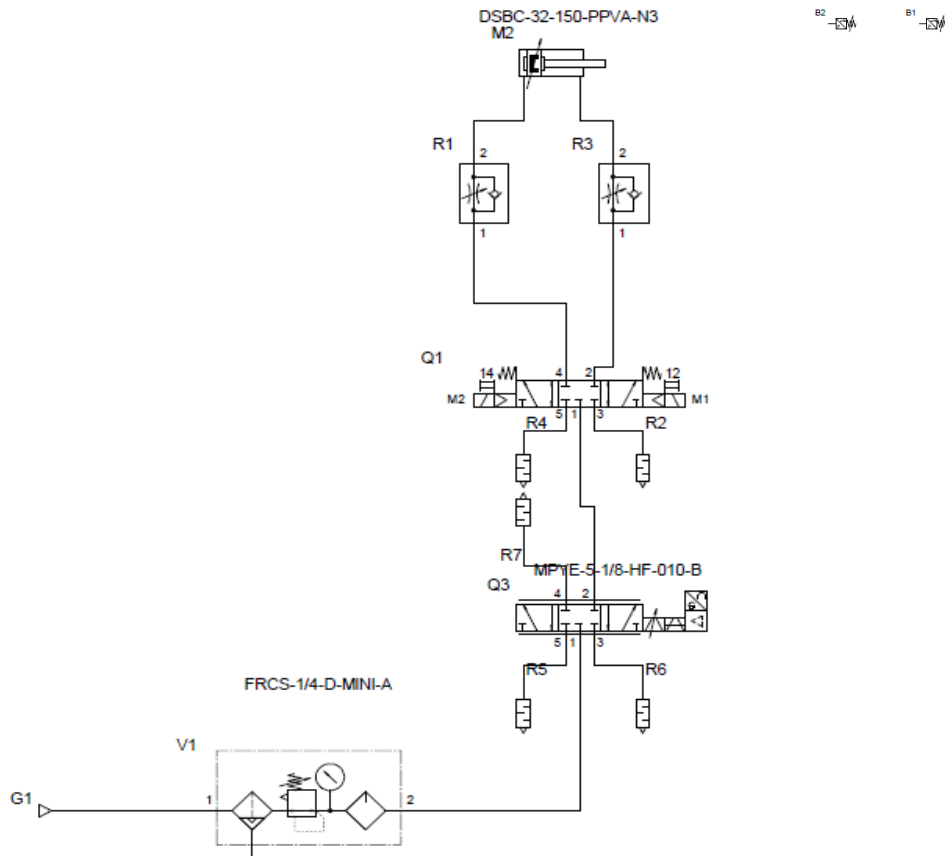 DSBC-32-150-PPVA-N3
B2
B1
M2
R1
2
R3
2
1
1
Q1
14
4
2
12
M2
M1
5
1
3
R4
R2
R7
MPYE-5-1/8-HF-010-B
Q3
4
2
5
1
3
R5
R6
FRCS-1/4-D-MINI-A
V1
G1
1
2